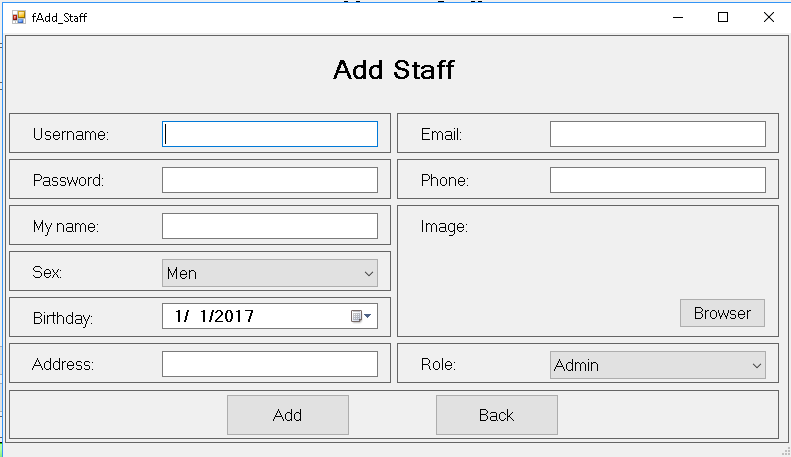 fAdd_Staff
Add Staff
Username:
Email:
Password:
Phone:
My name:
Image:
Sex:
Men
Birthday:
1/ 1/2017
Browser
Address:
Role:
Admin
Add
Back